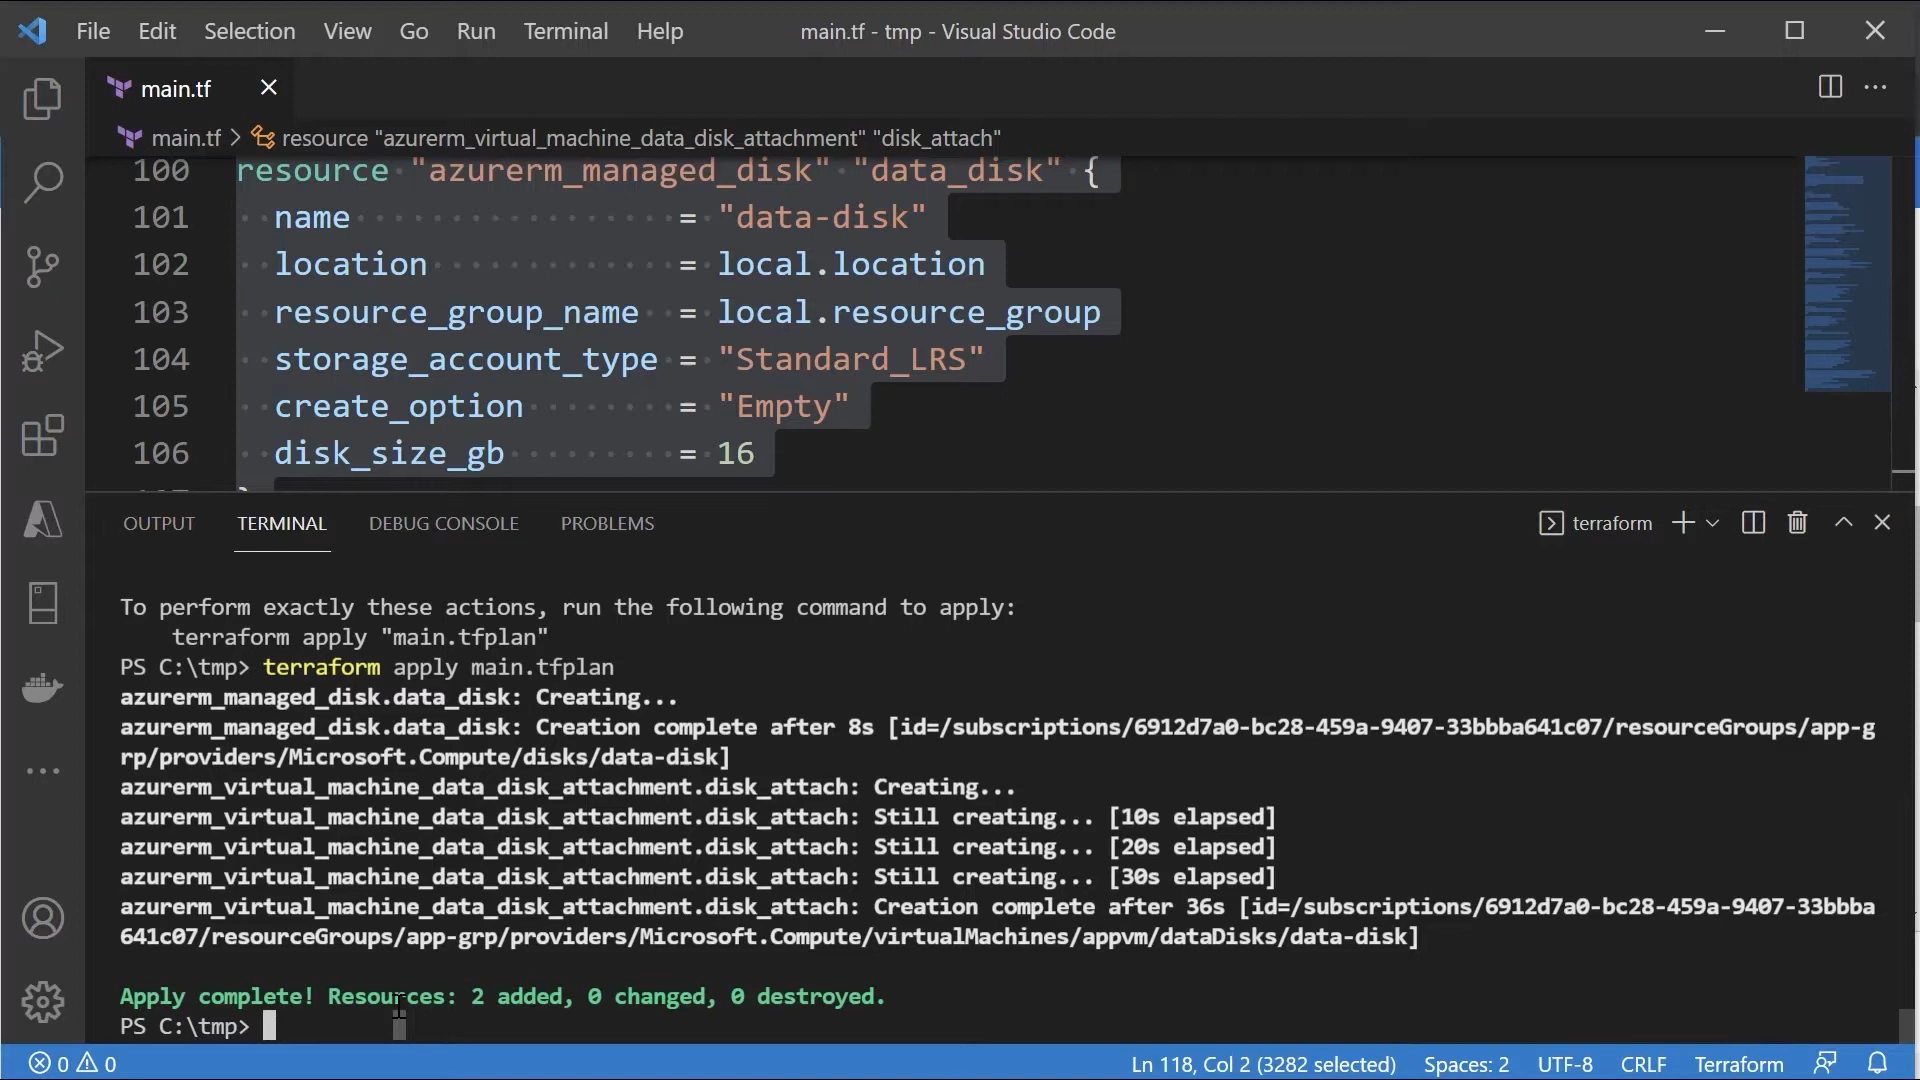 File Edit Selection View Go Run Terminal Help main.tf - tmp - Visual Studio Code
main.tf
main.tf > resource "azurerm_virtual_machine_data_disk_attachment" "disk_attach"
100 resource "azurerm_managed_disk" "data_disk" {
101 name = "data-disk"
102 location = local.location
103 resource_group_name = local.resource_group
104 storage_account_type = "Standard_LRS"
105 create_option = "Empty"
106 disk_size_gb = 16
OUTPUT TERMINAL DEBUG CONSOLE PROBLEMS terraform
To perform exactly these actions, run the following command to apply:
terraform apply "main.tfplan"
PS C:\tmp> terraform apply main.tfplan
azurerm_managed_disk.data_disk: Creating...
azurerm_managed_disk.data_disk: Creation complete after 8s [id=/subscriptions/6912d7a0-bc28-459a-9407-33bbba641c07/resourceGroups/app-g
rp/providers/Microsoft.Compute/disks/data-disk]
azurerm_virtual_machine_data_disk_attachment.disk_attach: Creating...
azurerm_virtual_machine_data_disk_attachment.disk_attach: Still creating... [10s elapsed]
azurerm_virtual_machine_data_disk_attachment.disk_attach: Still creating... [20s elapsed]
azurerm_virtual_machine_data_disk_attachment.disk_attach: Still creating... [30s elapsed]
azurerm_virtual_machine_data_disk_attachment.disk_attach: Creation complete after 36s [id=/subscriptions/6912d7a0-bc28-459a-9407-33bbba
641c07/resourceGroups/app-grp/providers/Microsoft.Compute/virtualMachines/appvm/dataDisks/data-disk]
Apply complete! Resources: 2 added, 0 changed, 0 destroyed.
PS C:\tmp>
0 0 Ln 118, Col 2 (3282 selected) Spaces: 2 UTF-8 CRLF Terraform